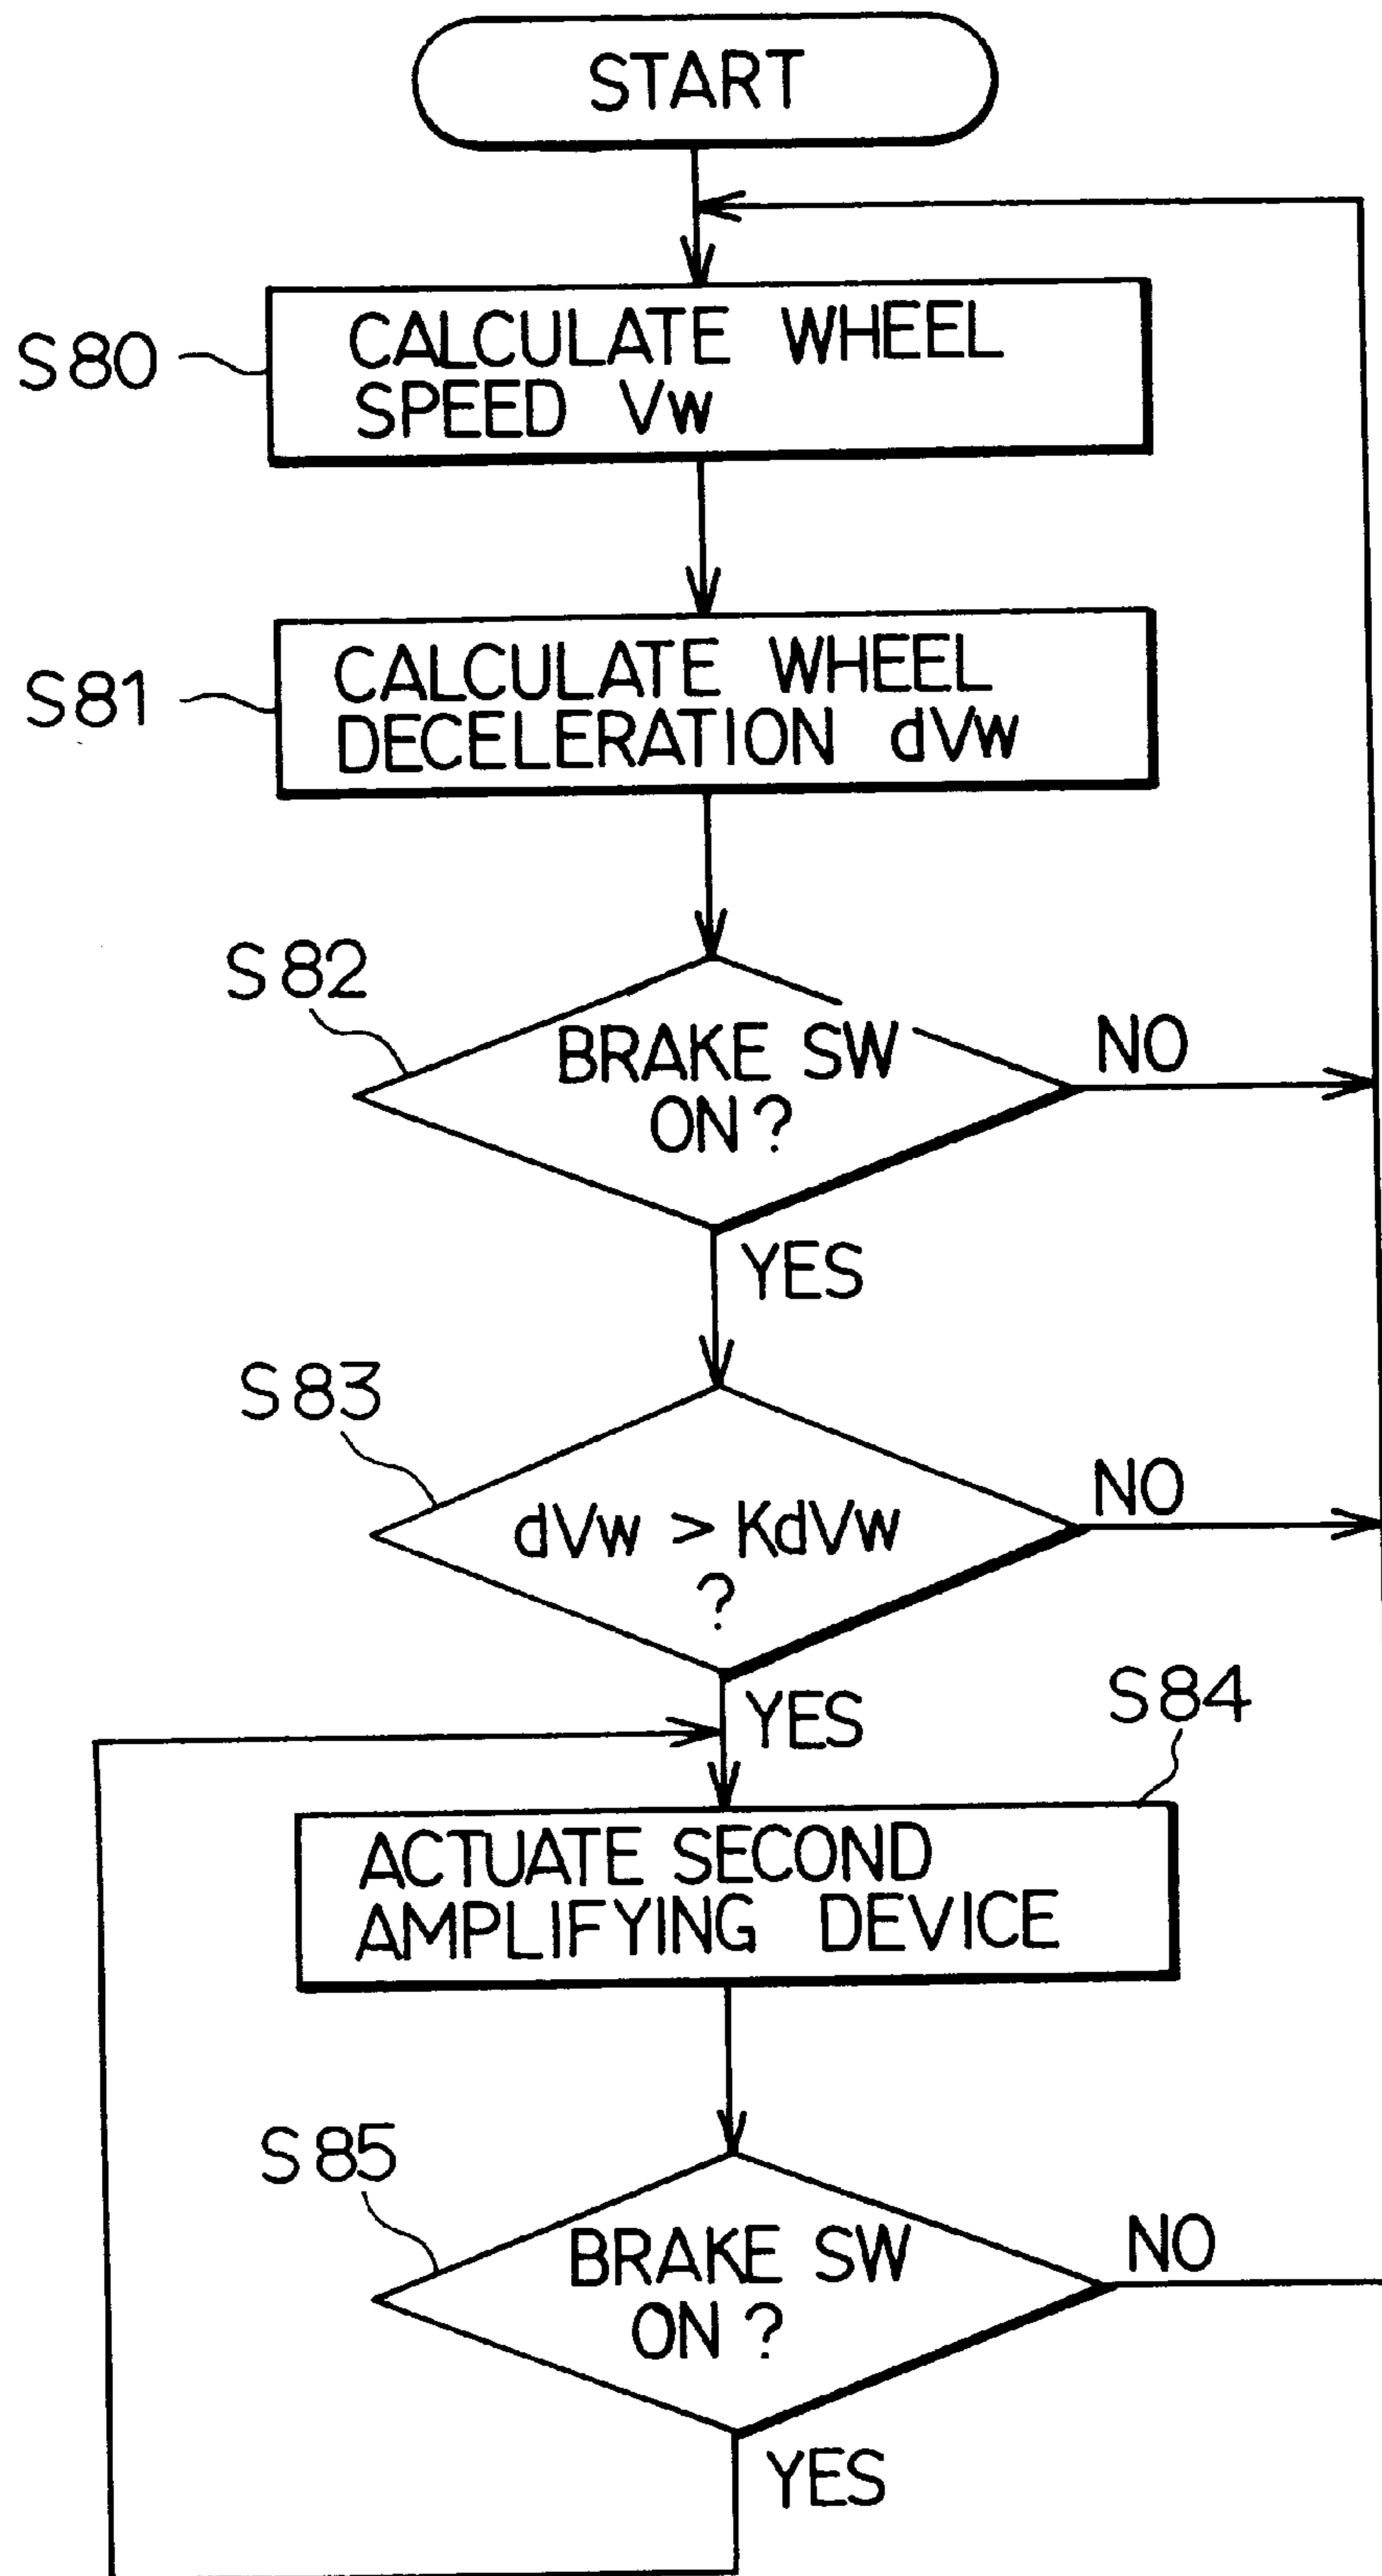 START
S80
CALCULATE WHEEL
SPEED Vw
S81
CALCULATE WHEEL
DECELERATION dVw
S82
BRAKE SW
ON?
NO
YES
S83
dVw > KdVw
?
NO
YES
S84
ACTUATE SECOND
AMPLIFYING DEVICE
S85
BRAKE SW
ON?
NO
YES